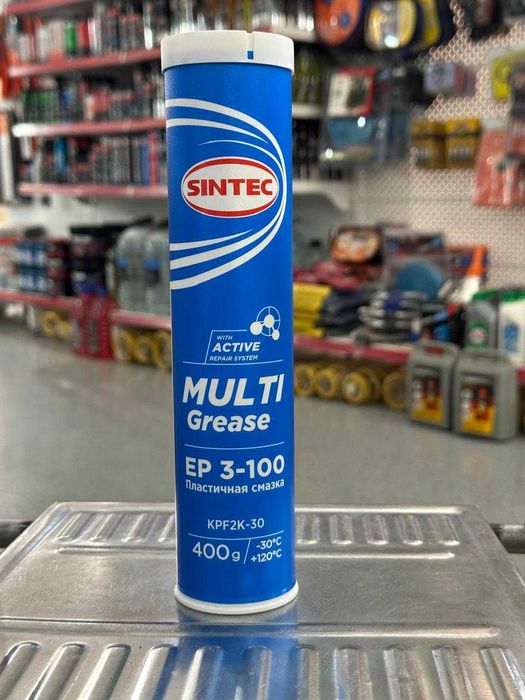 SINTEC
WITH
ACTIVE
REPAIR SYSTEM
MULTI
Grease
EP 3-100
Пластичная смазка
KPF2K-30
400g
-30°C
+120°C